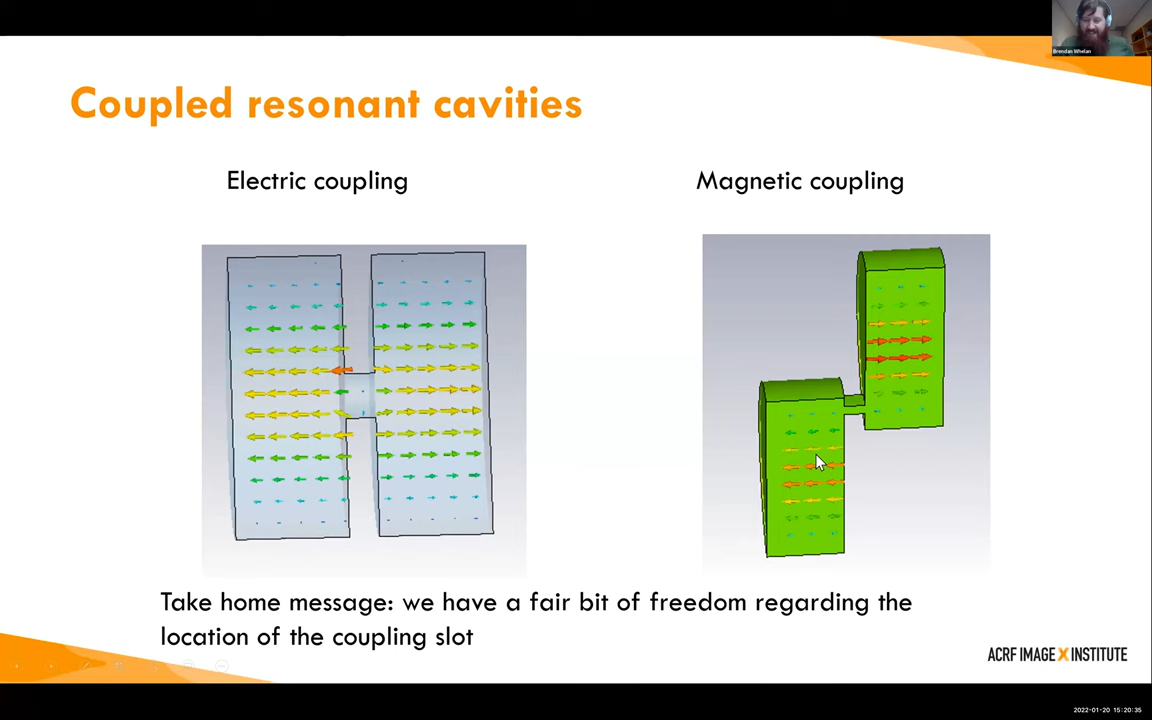 Brendan Whelan
Coupled resonant cavities
Electric coupling
Magnetic coupling
Take home message: we have a fair bit of freedom regarding the
location of the coupling slot
ACRF IMAGE X INSTITUTE
2022-01-20 15:20:35